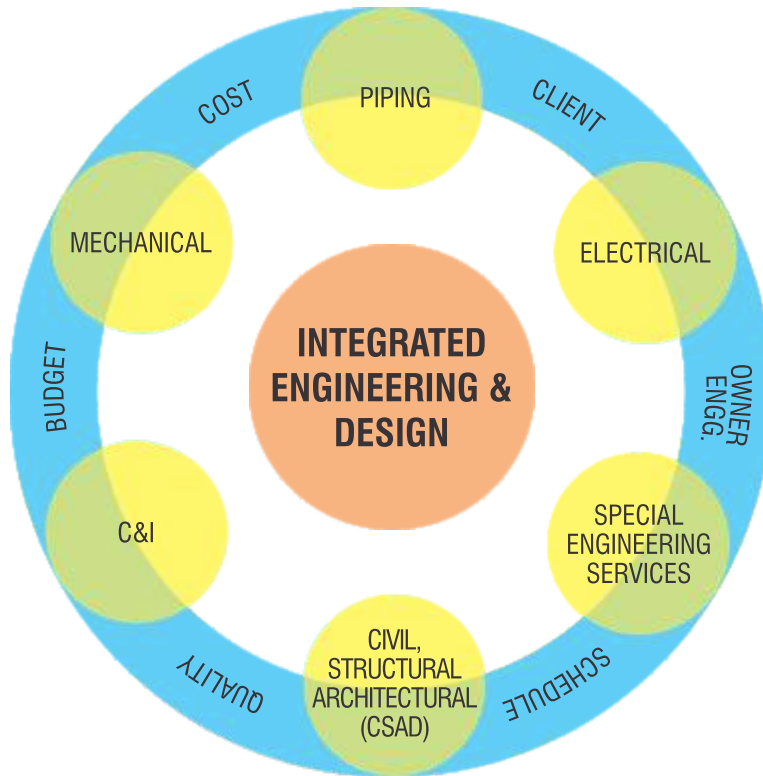 PIPING
CLIENT
ELECTRICAL
OWNER
ENGG.
SPECIAL
ENGINEERING
SERVICES
SCHEDULE
CIVIL,
STRUCTURAL
ARCHITECTURAL
(CSAD)
QUALITY
C&I
BUDGET
MECHANICAL
COST
INTEGRATED
ENGINEERING &
DESIGN